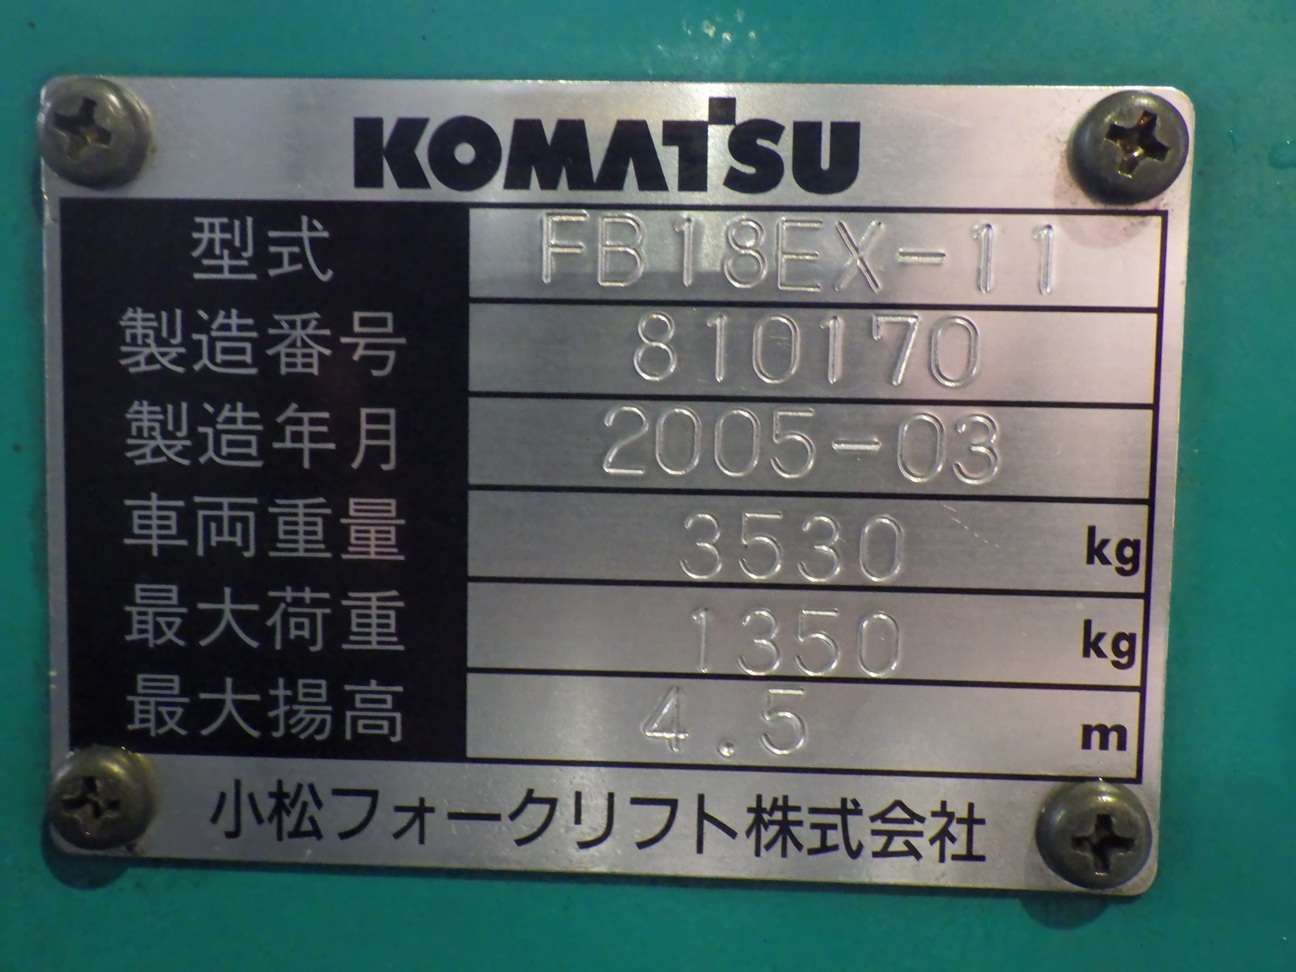 KOMATSU
型式 FB18EX-11
製造番号 810170
製造年月 2005-03
車両重量 3530 kg
最大荷重 1350 kg
最大揚高 4.5 m
小松フォークリフト株式会社